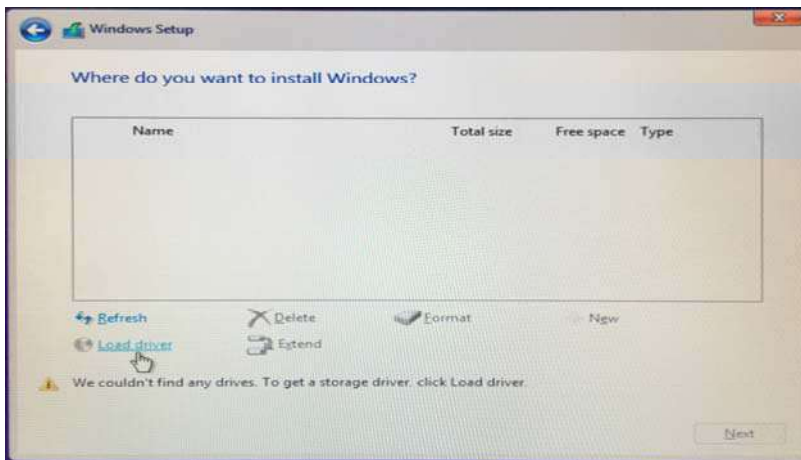 Windows Setup
Where do you want to install Windows?
Name Total size Free space Type
Refresh Delete Format New
Load driver Extend
We couldn't find any drives. To get a storage driver, click Load driver.
Next